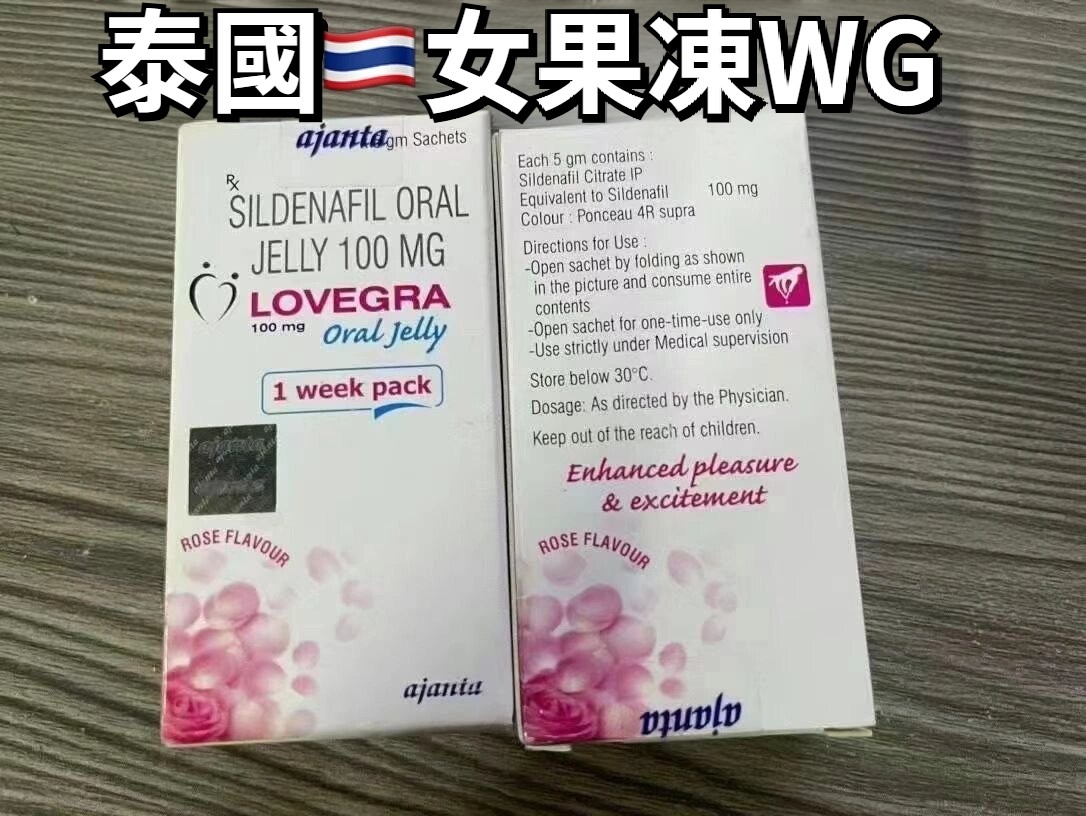 泰國🇹🇭女果凍WG
ajanta
gm Sachets
Rx
SILDENAFIL ORAL
JELLY 100 MG
LOVEGRA
100 mg Oral Jelly
1 week pack
ajanta
ROSE FLAVOUR
ajanta
Each 5 gm contains :
Sildenafil Citrate IP
Equivalent to Sildenafil 100 mg
Colour : Ponceau 4R supra
Directions for Use :
-Open sachet by folding as shown
in the picture and consume entire
contents
-Open sachet for one-time-use only
-Use strictly under Medical supervision
Store below 30°C.
Dosage: As directed by the Physician.
Keep out of the reach of children.
Enhanced pleasure
& excitement
ROSE FLAVOUR
ajanta